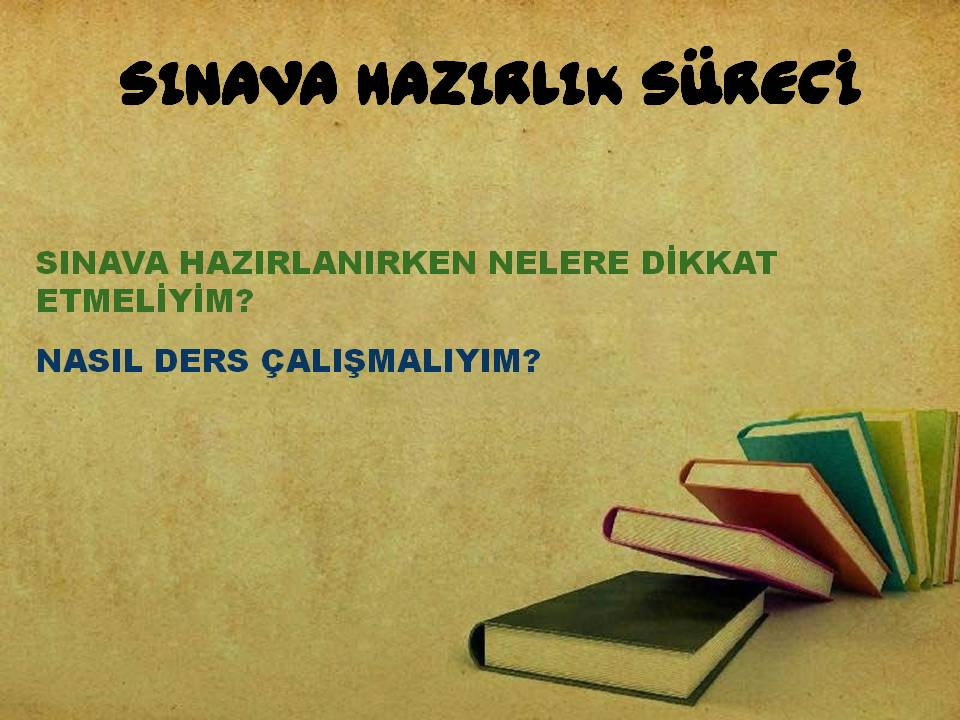 SINAVA HAZIRLIK SÜRECİ
SINAVA HAZIRLANIRKEN NELERE DİKKAT
ETMELİYİM?
NASIL DERS ÇALIŞMALIYIM?